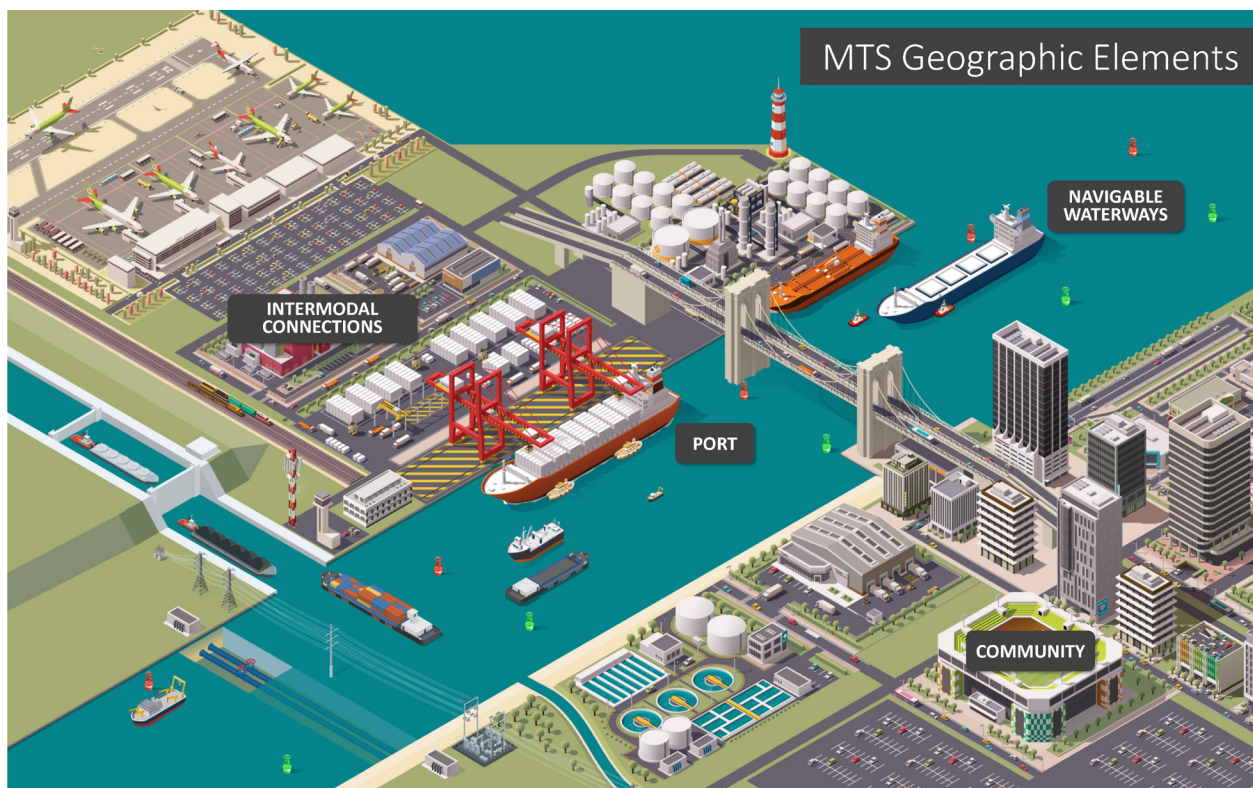 MTS Geographic Elements
NAVIGABLE
WATERWAYS
INTERMODAL
CONNECTIONS
PORT
COMMUNITY